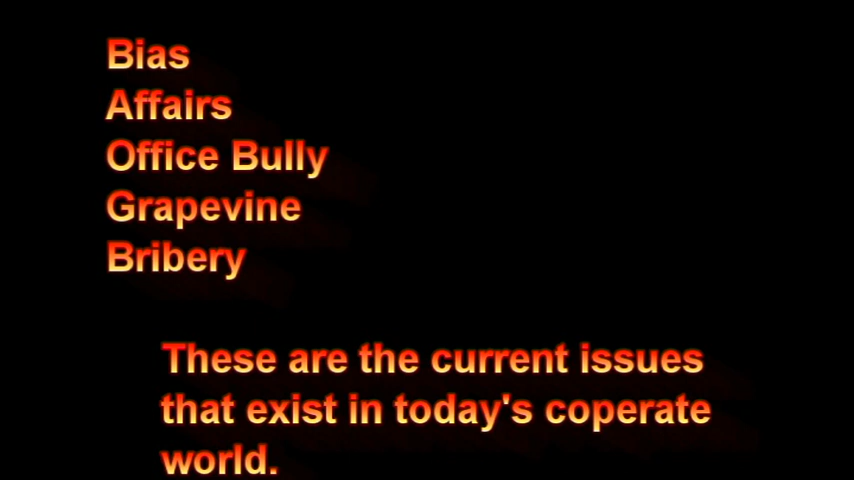 Bias
Affairs
Office Bully
Grapevine
Bribery
These are the current issues
that exist in today's coperate
world.